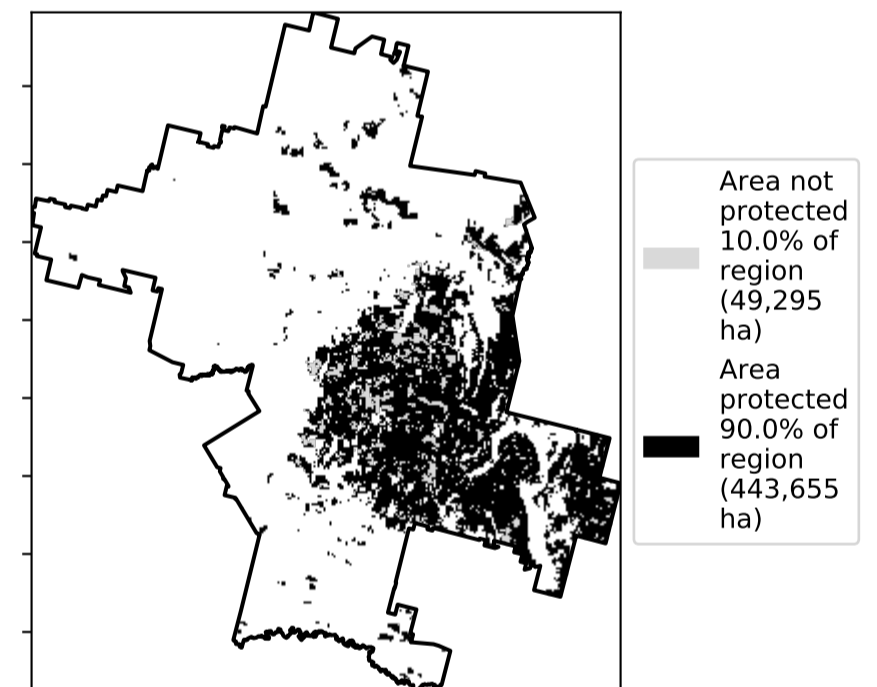 Area not
protected
10.0% of
region
(49,295
ha)
Area
protected
90.0% of
region
(443,655
ha)